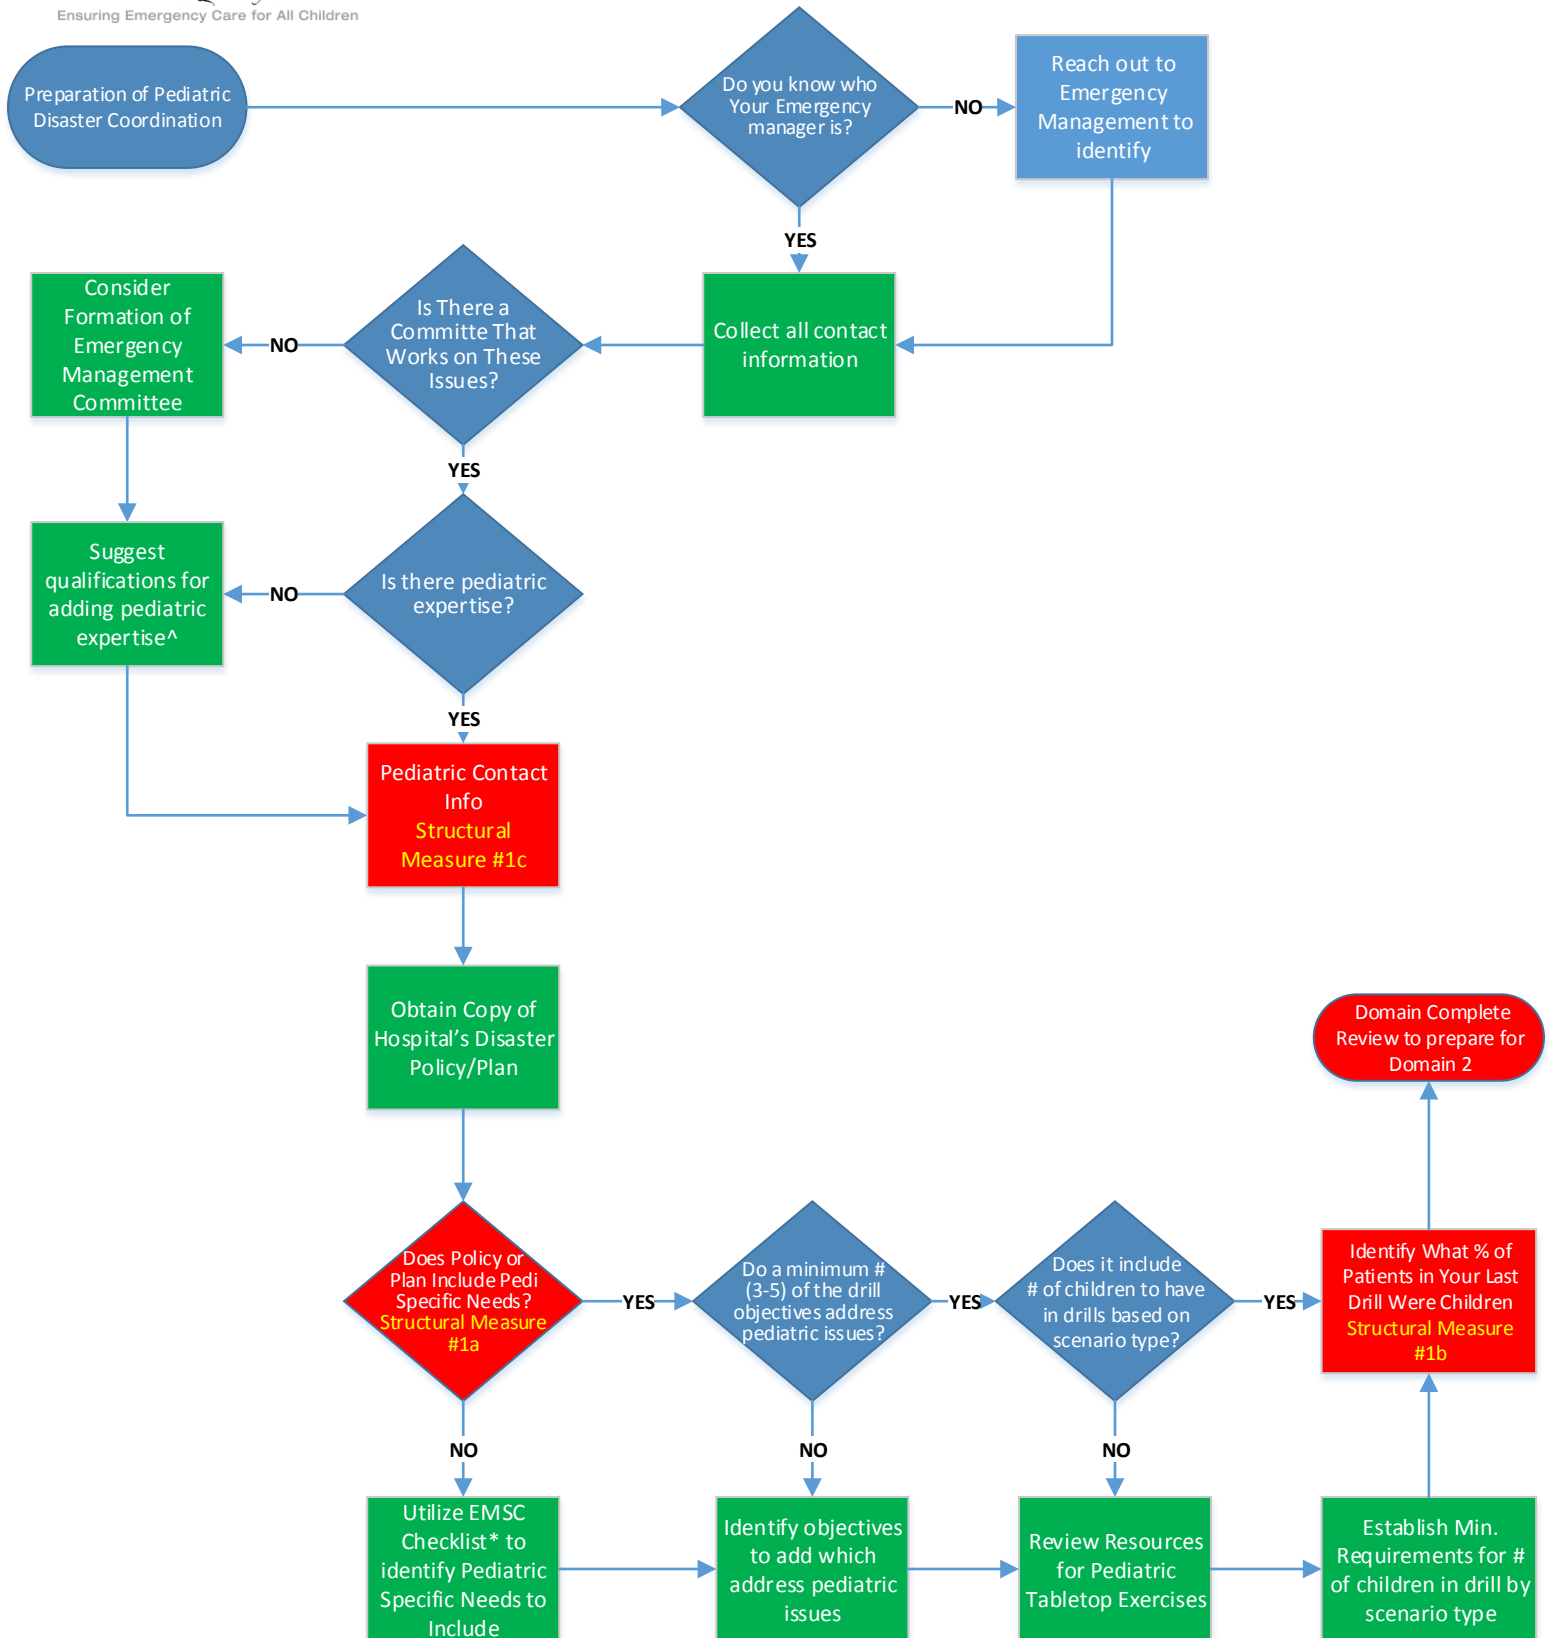 Ensuring Emergency Care for All Children
Preparation of Pediatric
Disaster Coordination
Do you know who
Your Emergency
manager is?
NO
Reach out to
Emergency
Management to
identify
YES
Consider
Formation of
Emergency
Management
Committee
NO
Is There a
Committe That
Works on These
Issues?
Collect all contact
information
YES
Suggest
qualifications for
adding pediatric
expertise^
NO
Is there pediatric
expertise?
YES
Pediatric Contact
Info
Structural
Measure #1c
Obtain Copy of
Hospital’s Disaster
Policy/Plan
Domain Complete
Review to prepare for
Domain 2
Does Policy or
Plan Include Pedi
Specific Needs?
Structural Measure
#1a
YES
Do a minimum #
(3-5) of the drill
objectives address
pediatric issues?
YES
Does it include
# of children to have
in drills based on
scenario type?
YES
Identify What % of
Patients in Your Last
Drill Were Children
Structural Measure
#1b
NO
NO
NO
Utilize EMSC
Checklist* to
identify Pediatric
Specific Needs to
Include
Identify objectives
to add which
address pediatric
issues
Review Resources
for Pediatric
Tabletop Exercises
Establish Min.
Requirements for #
of children in drill by
scenario type